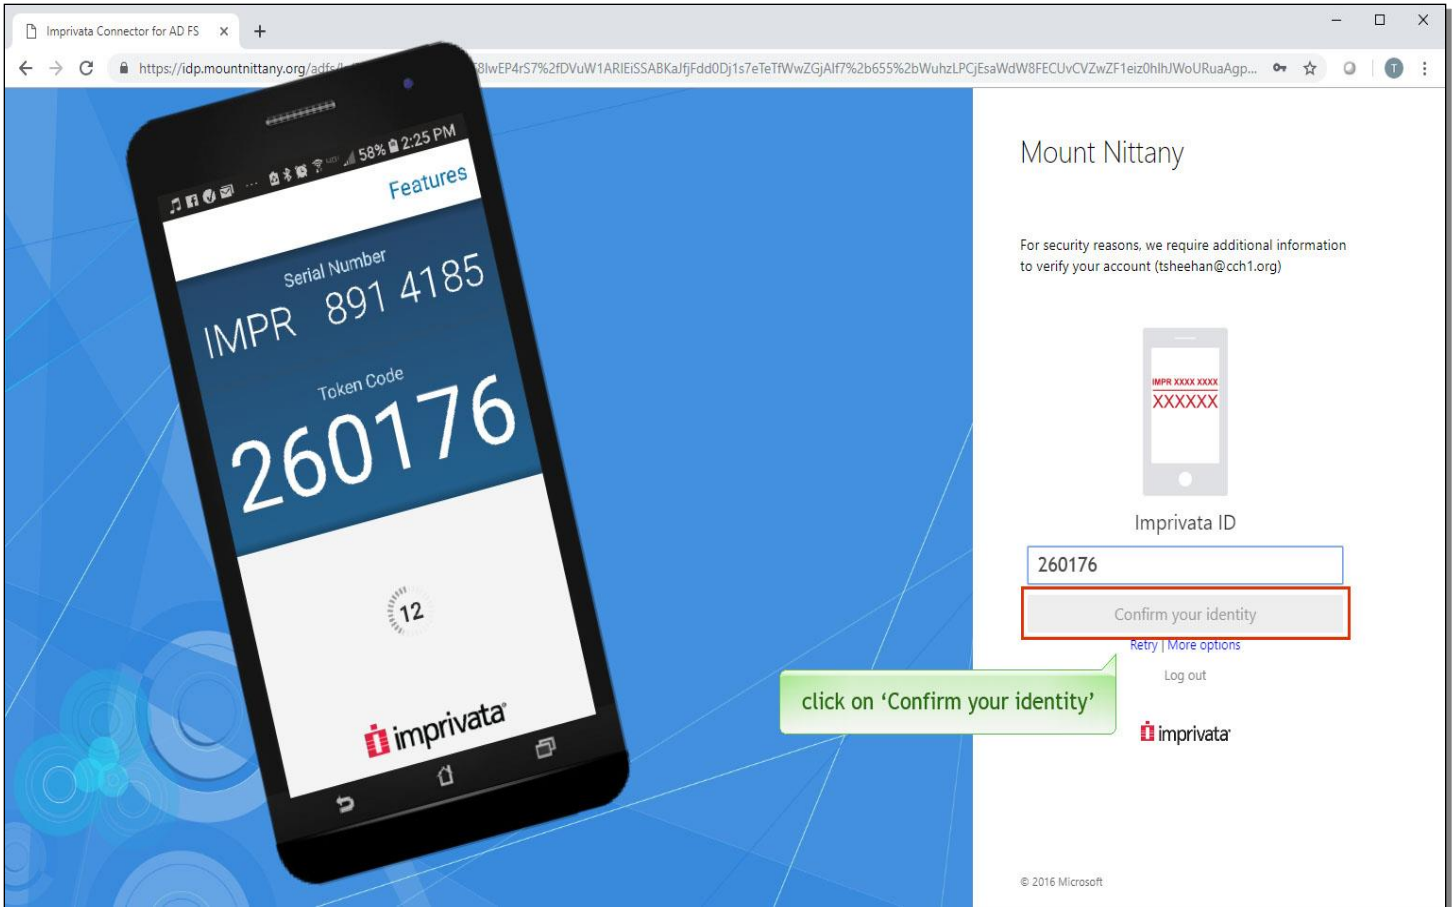 Imprivata Connector for AD FS
https://idp.mountnittany.org/adfs/
58% 2:25 PM
Features
Serial Number
IMPR 891 4185
Token Code
260176
12
imprivata
Mount Nittany
For security reasons, we require additional information
to verify your account (tsheehan@cch1.org)
IMPR XXXX XXXX
XXXXXX
Imprivata ID
260176
Confirm your identity
Retry | More options
Log out
click on ‘Confirm your identity’
imprivata
© 2016 Microsoft